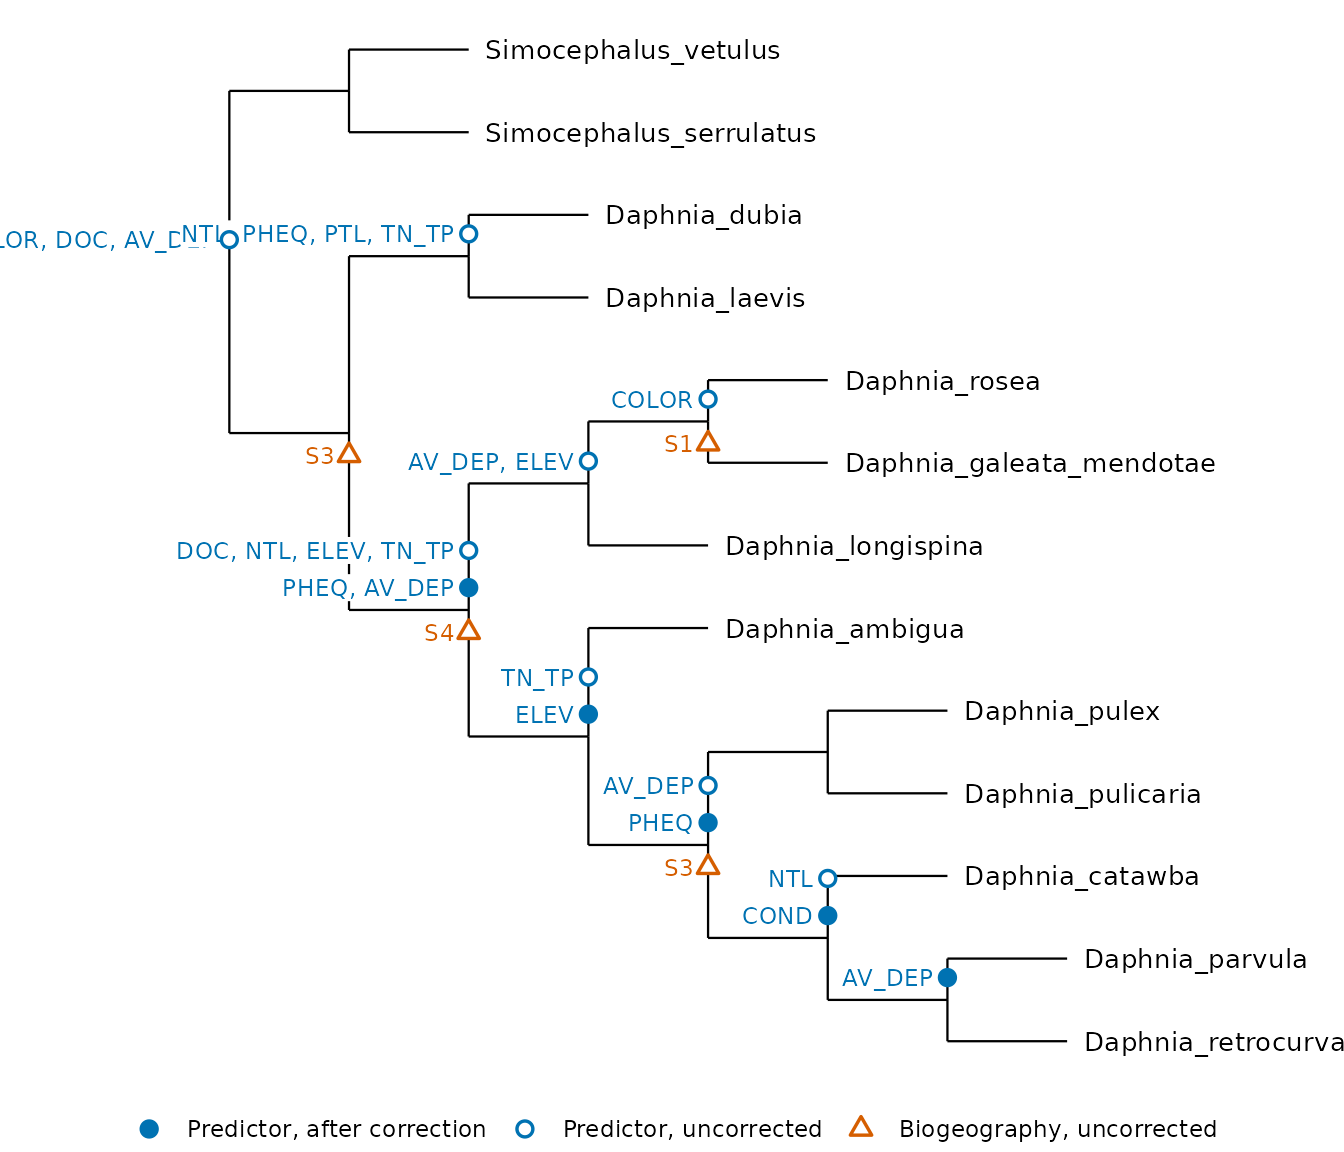 Simocephalus_vetulus
Simocephalus_serrulatus
Daphnia_dubia
NTL, PHEQ, PTL, TN_TP
DOC,
Daphnia_laevis
Daphnia_rosea
COLOR
S1
S3
AV_DEP, ELEV
Daphnia_galeata_mendotae
Daphnia_longispina
DOC, NTL, ELEV, TN_TP
PHEQ, AV_DEP
S4
Daphnia_ambigua
TN_TP
ELEV
Daphnia_pulex
AV_DEP
Daphnia_pulicaria
PHEQ
S3
Daphnia_catawba
NTL
COND
Daphnia_parvula
AV_DEP
Daphnia_retrocurva
Predictor, after correction
Predictor, uncorrected
Biogeography, uncorrected